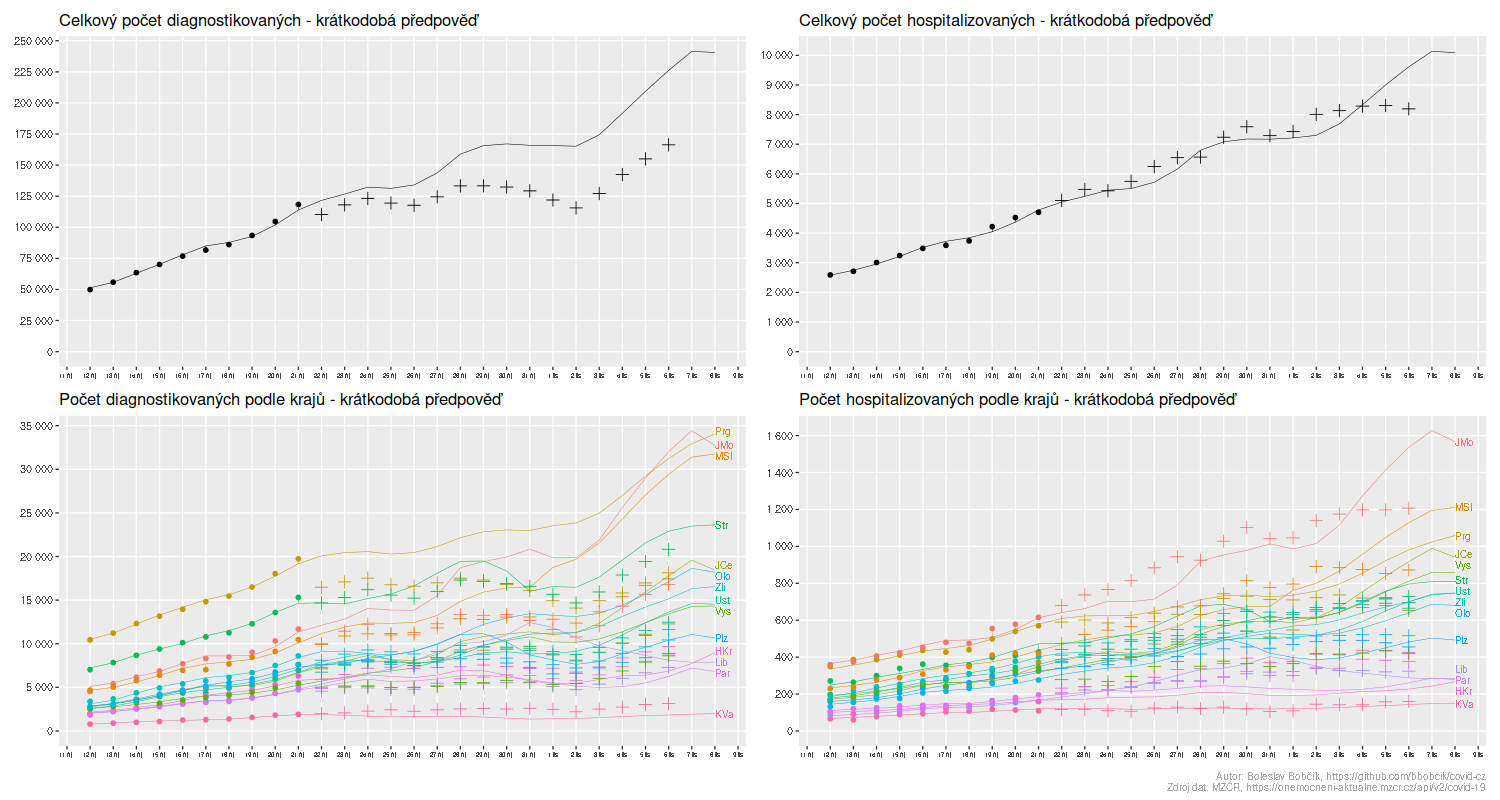 Celkový počet diagnostikovaných - krátkodobá předpověď
250 000
225 000
200 000
175 000
150 000
125 000
100 000
75 000
50 000
25 000
0
Celkový počet hospitalizovaných - krátkodobá předpověď
10 000
9 000
8 000
7 000
6 000
5 000
4 000
3 000
2 000
1 000
0
Počet diagnostikovaných podle krajů - krátkodobá předpověď
35 000
30 000
25 000
20 000
15 000
10 000
5 000
0
Prg
JMo
MSl
Str
JCe
Olo
Zli
Ust
Vys
Plz
HKr
Lib
Par
KVa
Počet hospitalizovaných podle krajů - krátkodobá předpověď
1 600
1 400
1 200
1 000
800
600
400
200
0
JMo
MSl
Prg
JCe
Vys
Str
Ust
Zli
Olo
Plz
Lib
Par
HKr
KVa
Autor: Boleslav Bobčík, https://github.com/bbobcik/covid-cz
Zdroj dat: MZČR, https://onemocneni-aktualne.mzcr.cz/api/v2/covid-19